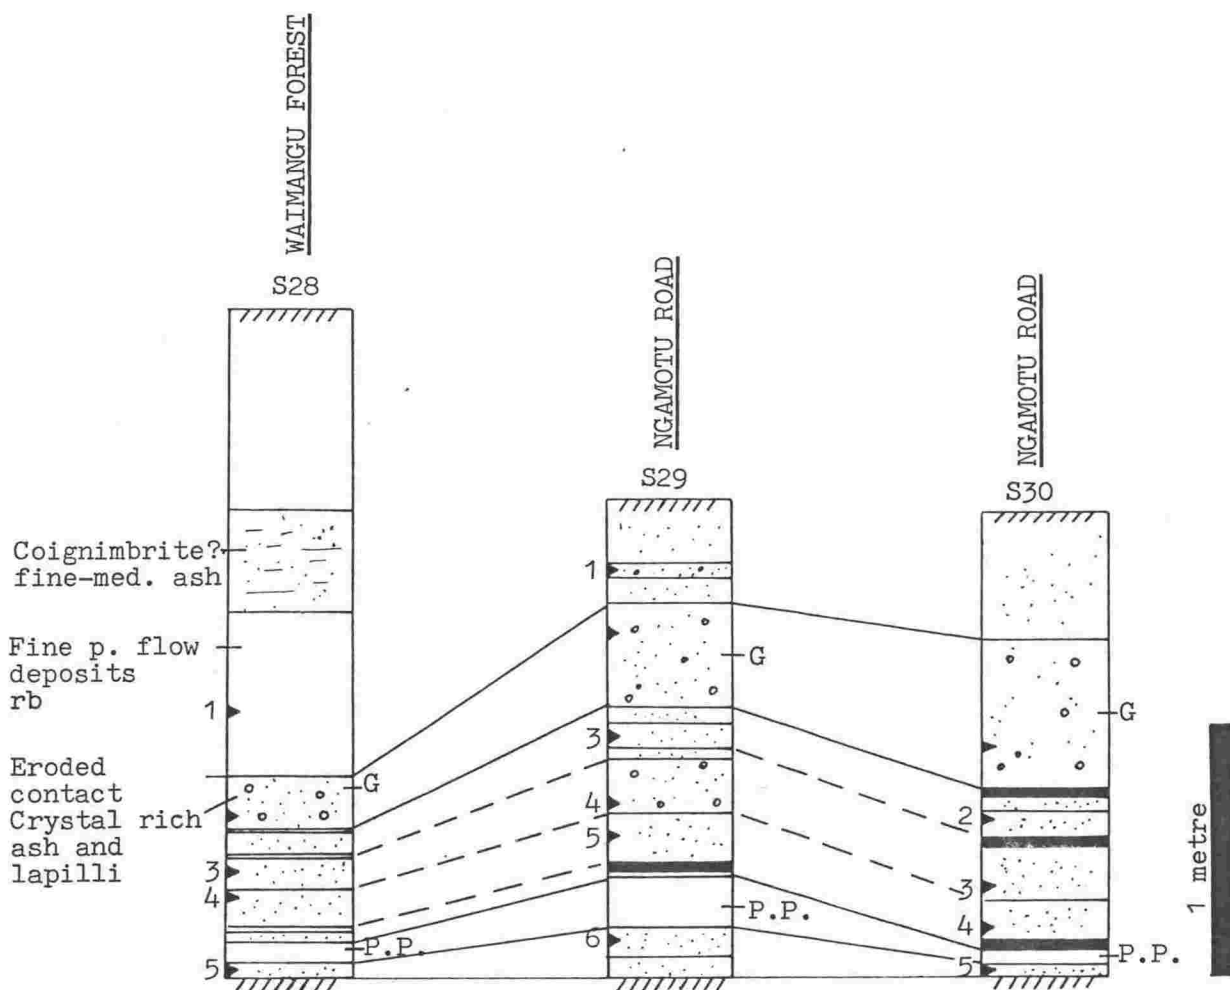 WAIMANGU FOREST
S28
Coignimbrite?
fine-med. ash
Fine p. flow
deposits
rb
1
Eroded
contact
Crystal rich
ash and
lapilli
G
3
4
P.P.
5
NGAMOTU ROAD
S29
1
G
3
4
5
P.P.
6
NGAMOTU ROAD
S30
G
2
3
4
P.P.
5
1 metre